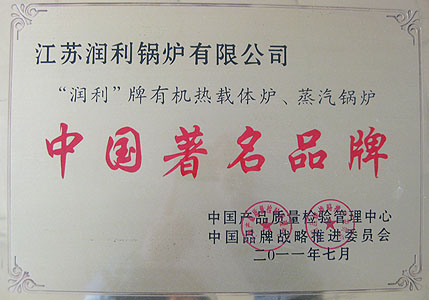 江苏润利锅炉有限公司
“润利”牌有机热载体炉、蒸汽锅炉
中国著名品牌
中国产品质量检验管理中心
中国品牌战略推进委员会
二〇一一年七月